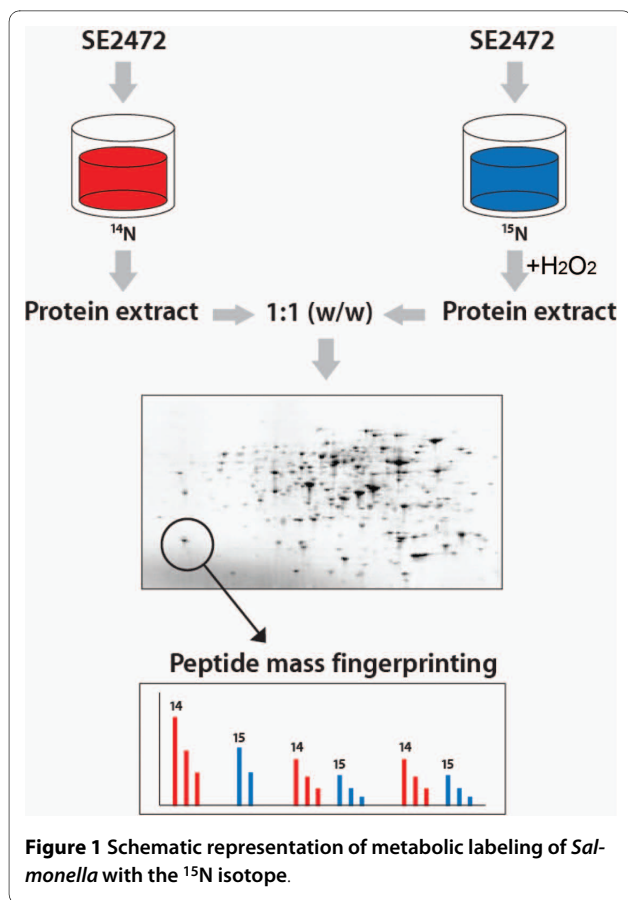 SE2472 SE2472
¹⁴N ¹⁵N
+H₂O₂
Protein extract 1:1 (w/w) Protein extract
Peptide mass fingerprinting
14 15 14 15 14 15
Figure 1 Schematic representation of metabolic labeling of Sal-
monella with the ¹⁵N isotope.